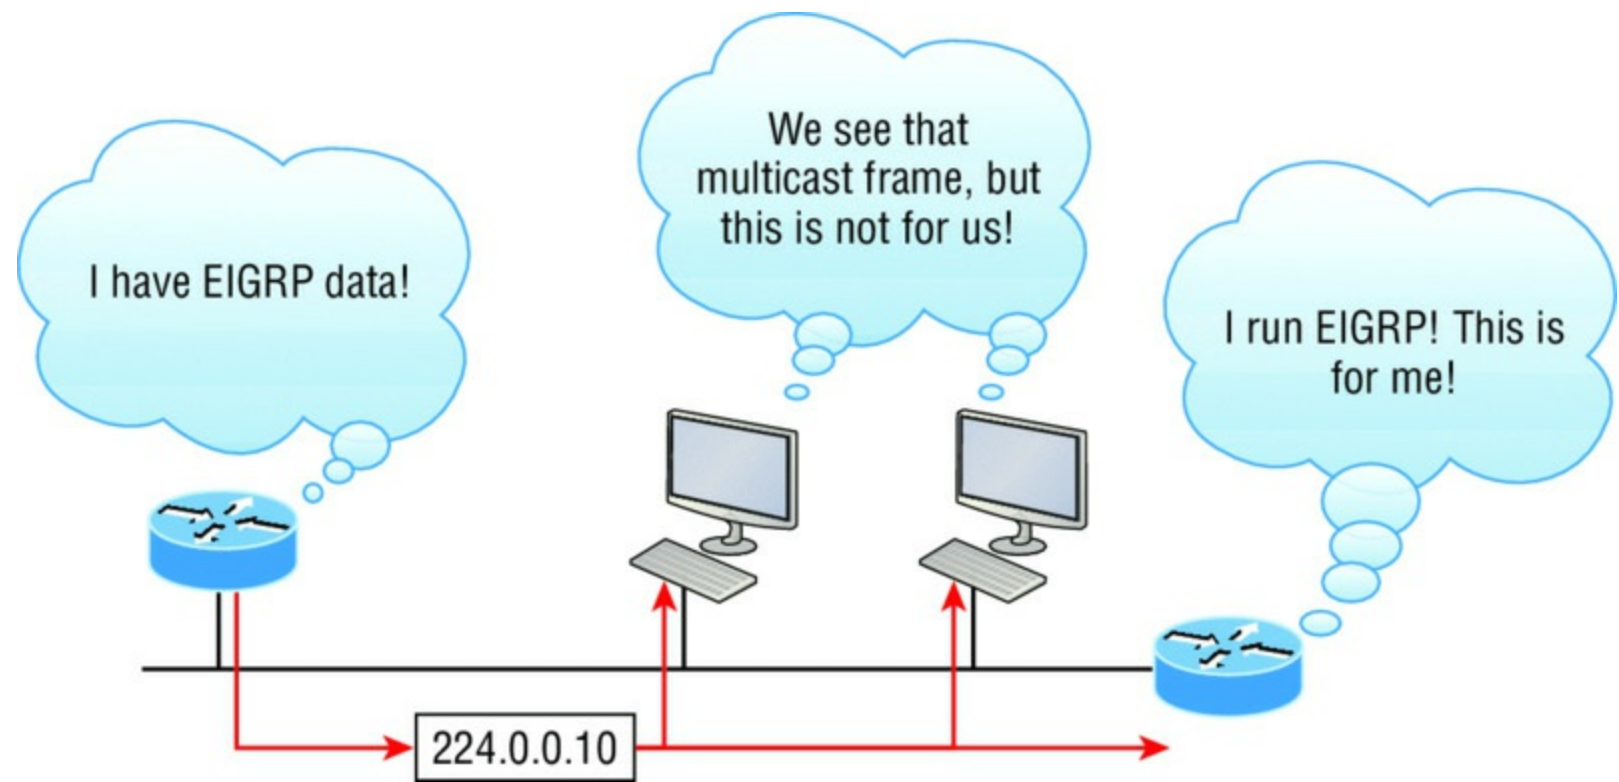 I have EIGRP data!
We see that
multicast frame, but
this is not for us!
I run EIGRP! This is
for me!
224.0.0.10